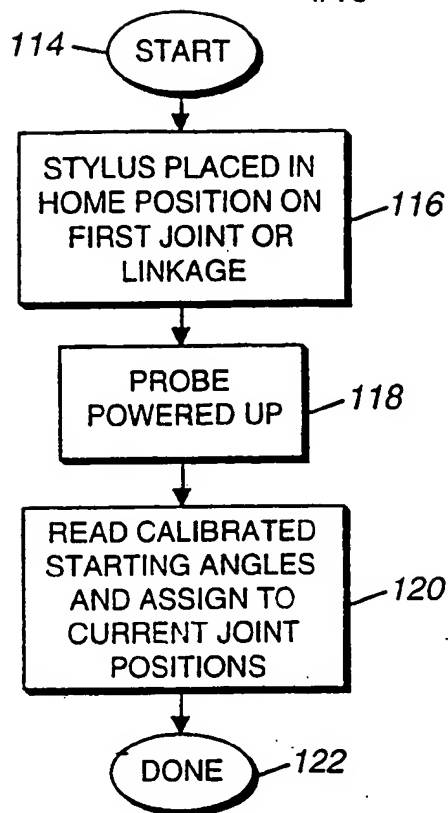 114
START
STYLUS PLACED IN
HOME POSITION ON
FIRST JOINT OR
LINKAGE
116
PROBE
POWERED UP
118
READ CALIBRATED
STARTING ANGLES
AND ASSIGN TO
CURRENT JOINT
POSITIONS
120
DONE
122